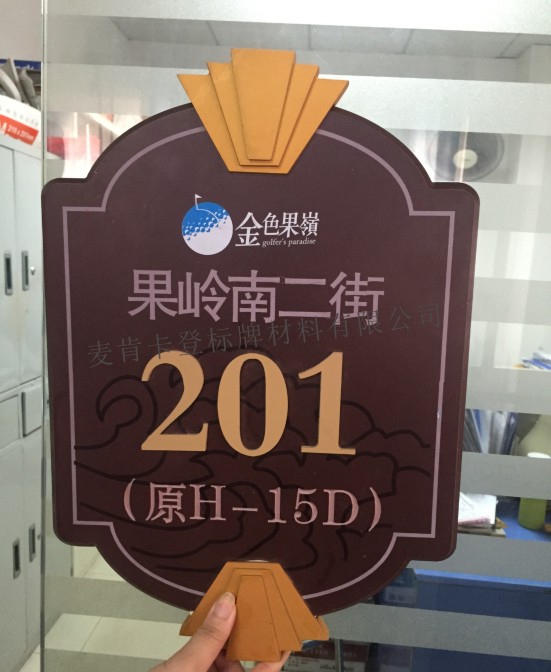 金色果嶺
golfer's paradise
果岭南二街
麦肯卡登标牌材料有限公司
201
(原H-15D)